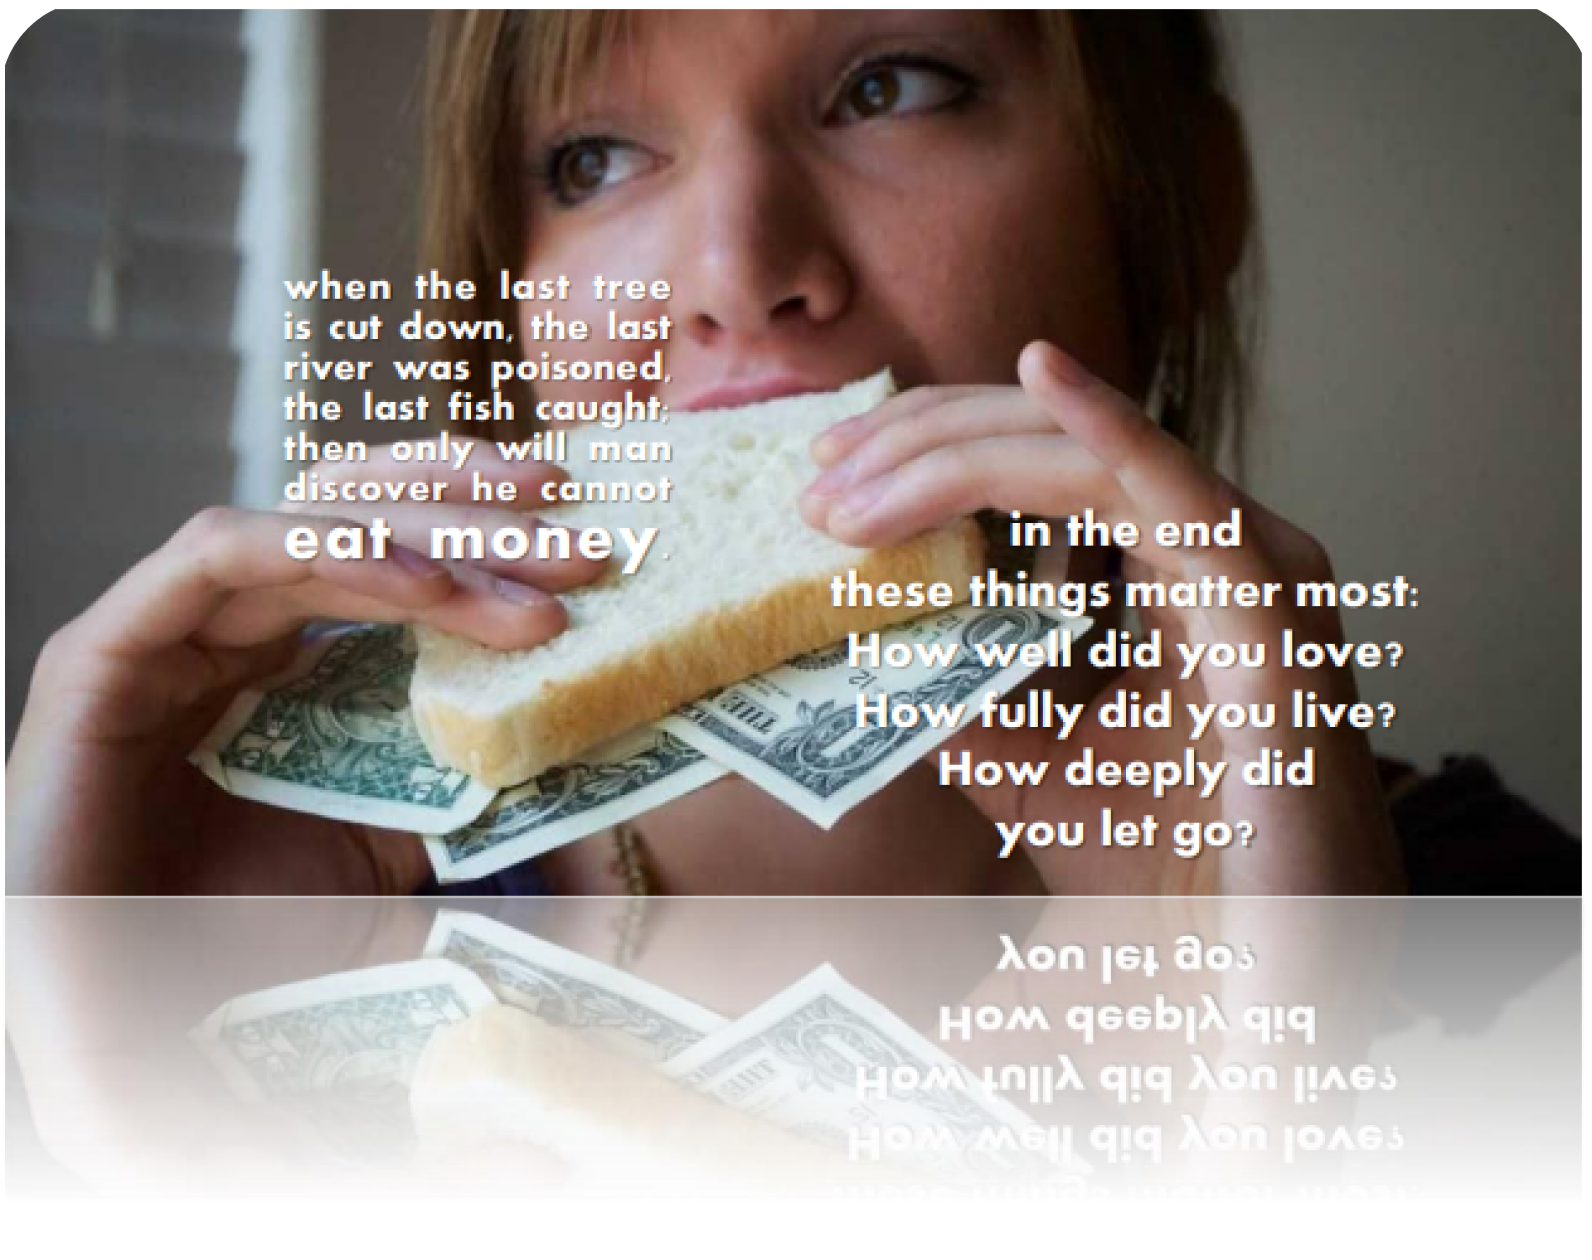 when the last tree
is cut down, the last
river was poisoned,
the last fish caught;
then only will man
discover he cannot
eat money.
in the end
these things matter most:
How well did you love?
How fully did you live?
How deeply did
you let go?
THE
12